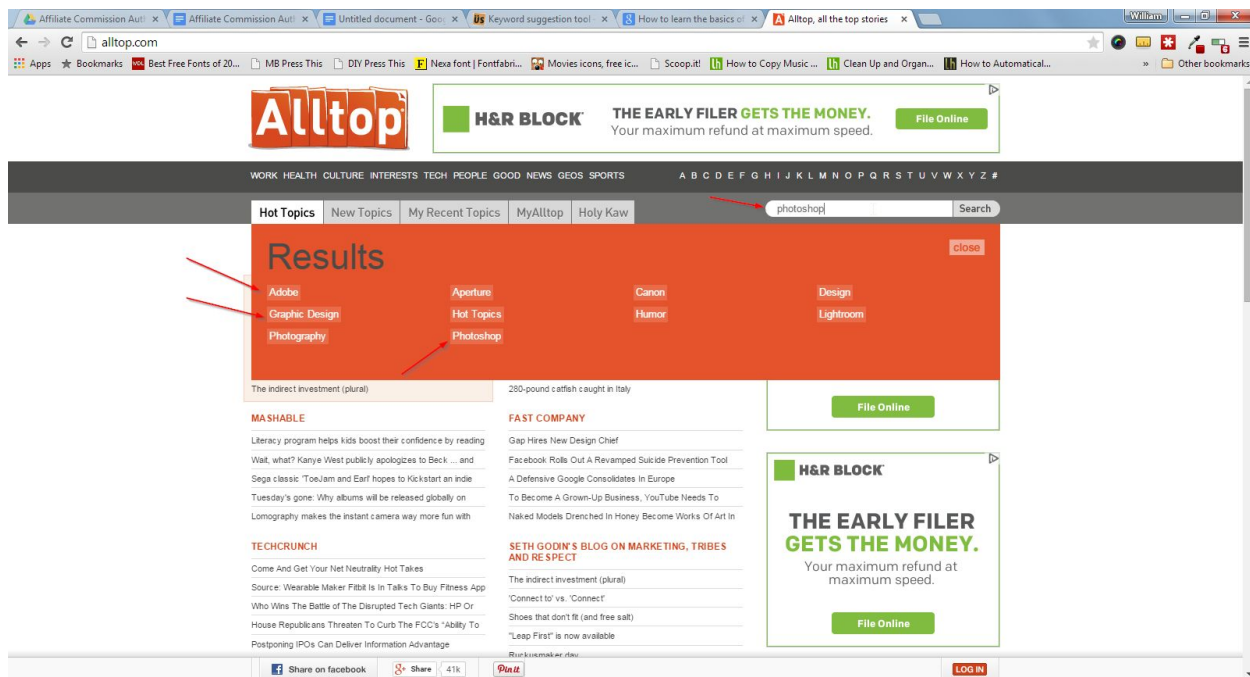 Affiliate Commission Auti
Affiliate Commission Auti
Untitled document - Goog
Keyword suggestion tool -
How to learn the basics of
Alltop, all the top stories
William
alltop.com
Apps
Bookmarks
Best Free Fonts of 20...
MB Press This
DIY Press This
Nexa font | Fontfabri...
Movies icons, free ic...
Scoop.it!
How to Copy Music ...
Clean Up and Organ...
How to Automatical...
» Other bookmarks
Alltop
H&R BLOCK
THE EARLY FILER GETS THE MONEY.
Your maximum refund at maximum speed.
File Online
WORK HEALTH CULTURE INTERESTS TECH PEOPLE GOOD NEWS GEOS SPORTS
A B C D E F G H I J K L M N O P Q R S T U V W X Y Z #
Hot Topics
New Topics
My Recent Topics
MyAlltop
Holy Kaw
photoshop
Search
Results
close
Adobe
Aperture
Canon
Design
Graphic Design
Hot Topics
Humor
Lightroom
Photography
Photoshop
The indirect investment (plural)
280-pound catfish caught in Italy
MASHABLE
Literacy program helps kids boost their confidence by reading
Wait, what? Kanye West publicly apologizes to Beck ... and
Sega classic 'ToeJam and Earl' hopes to Kickstart an indie
Tuesday's gone: Why albums will be released globally on
Lomography makes the instant camera way more fun with
FAST COMPANY
Gap Hires New Design Chief
Facebook Rolls Out A Revamped Suicide Prevention Tool
A Defensive Google Consolidates In Europe
To Become A Grown-Up Business, YouTube Needs To
Naked Models Drenched In Honey Become Works Of Art In
TECHCRUNCH
Come And Get Your Net Neutrality Hot Takes
Source: Wearable Maker Fitbit Is In Talks To Buy Fitness App
Who Wins The Battle of The Disrupted Tech Giants: HP Or
House Republicans Threaten To Curb The FCC's "Ability To
Postponing IPOs Can Deliver Information Advantage
SETH GODIN'S BLOG ON MARKETING, TRIBES
AND RESPECT
The indirect investment (plural)
'Connect to' vs. 'Connect'
Shoes that don't fit (and free salt)
"Leap First" is now available
Ruckusmaker day
File Online
H&R BLOCK
THE EARLY FILER
GETS THE MONEY.
Your maximum refund at
maximum speed.
File Online
Share on facebook
Share
41k
Pin it
LOG IN